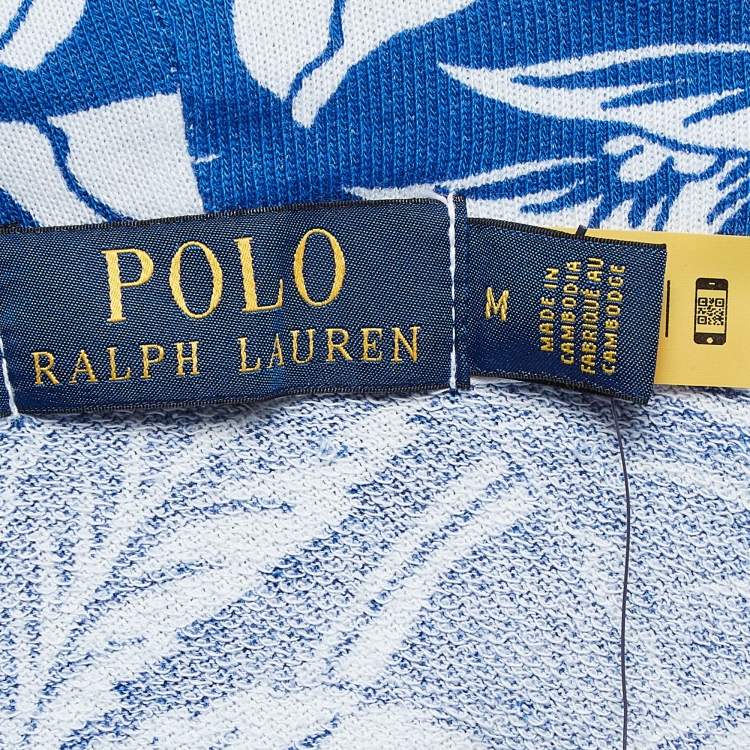 POLO
RALPH LAUREN
M
MADE IN
CAMBODIA
FABRIQUÉ AU
CAMBODGE